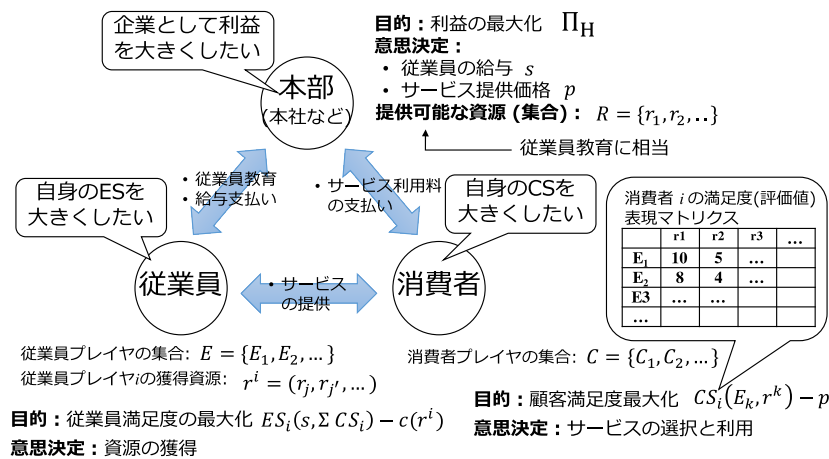 企業として利益
を大きくしたい
本部
(本社など)
目的：利益の最大化 Π_H
意思決定：
・ 従業員の給与 s
・ サービス提供価格 p
提供可能な資源 (集合)： R = {r_1, r_2, ..}
従業員教育に相当
・従業員教育
・給与支払い
・サービス利用料
の支払い
自身のESを
大きくしたい
自身のCSを
大きくしたい
消費者 i の満足度(評価値)
表現マトリクス
r1 r2 r3 …
E_1 10 5 …
E_2 8 4 …
E3 … …
…
従業員
・サービス
の提供
消費者
従業員プレイヤの集合: E = {E_1, E_2, …}
従業員プレイヤiの獲得資源: r^i = (r_j, r_j', …)
目的：従業員満足度の最大化 ES_i(s, Σ CS_i) − c(r^i)
意思決定：資源の獲得
消費者プレイヤの集合: C = {C_1, C_2, …}
目的：顧客満足度最大化 CS_i(E_k, r^k) − p
意思決定：サービスの選択と利用